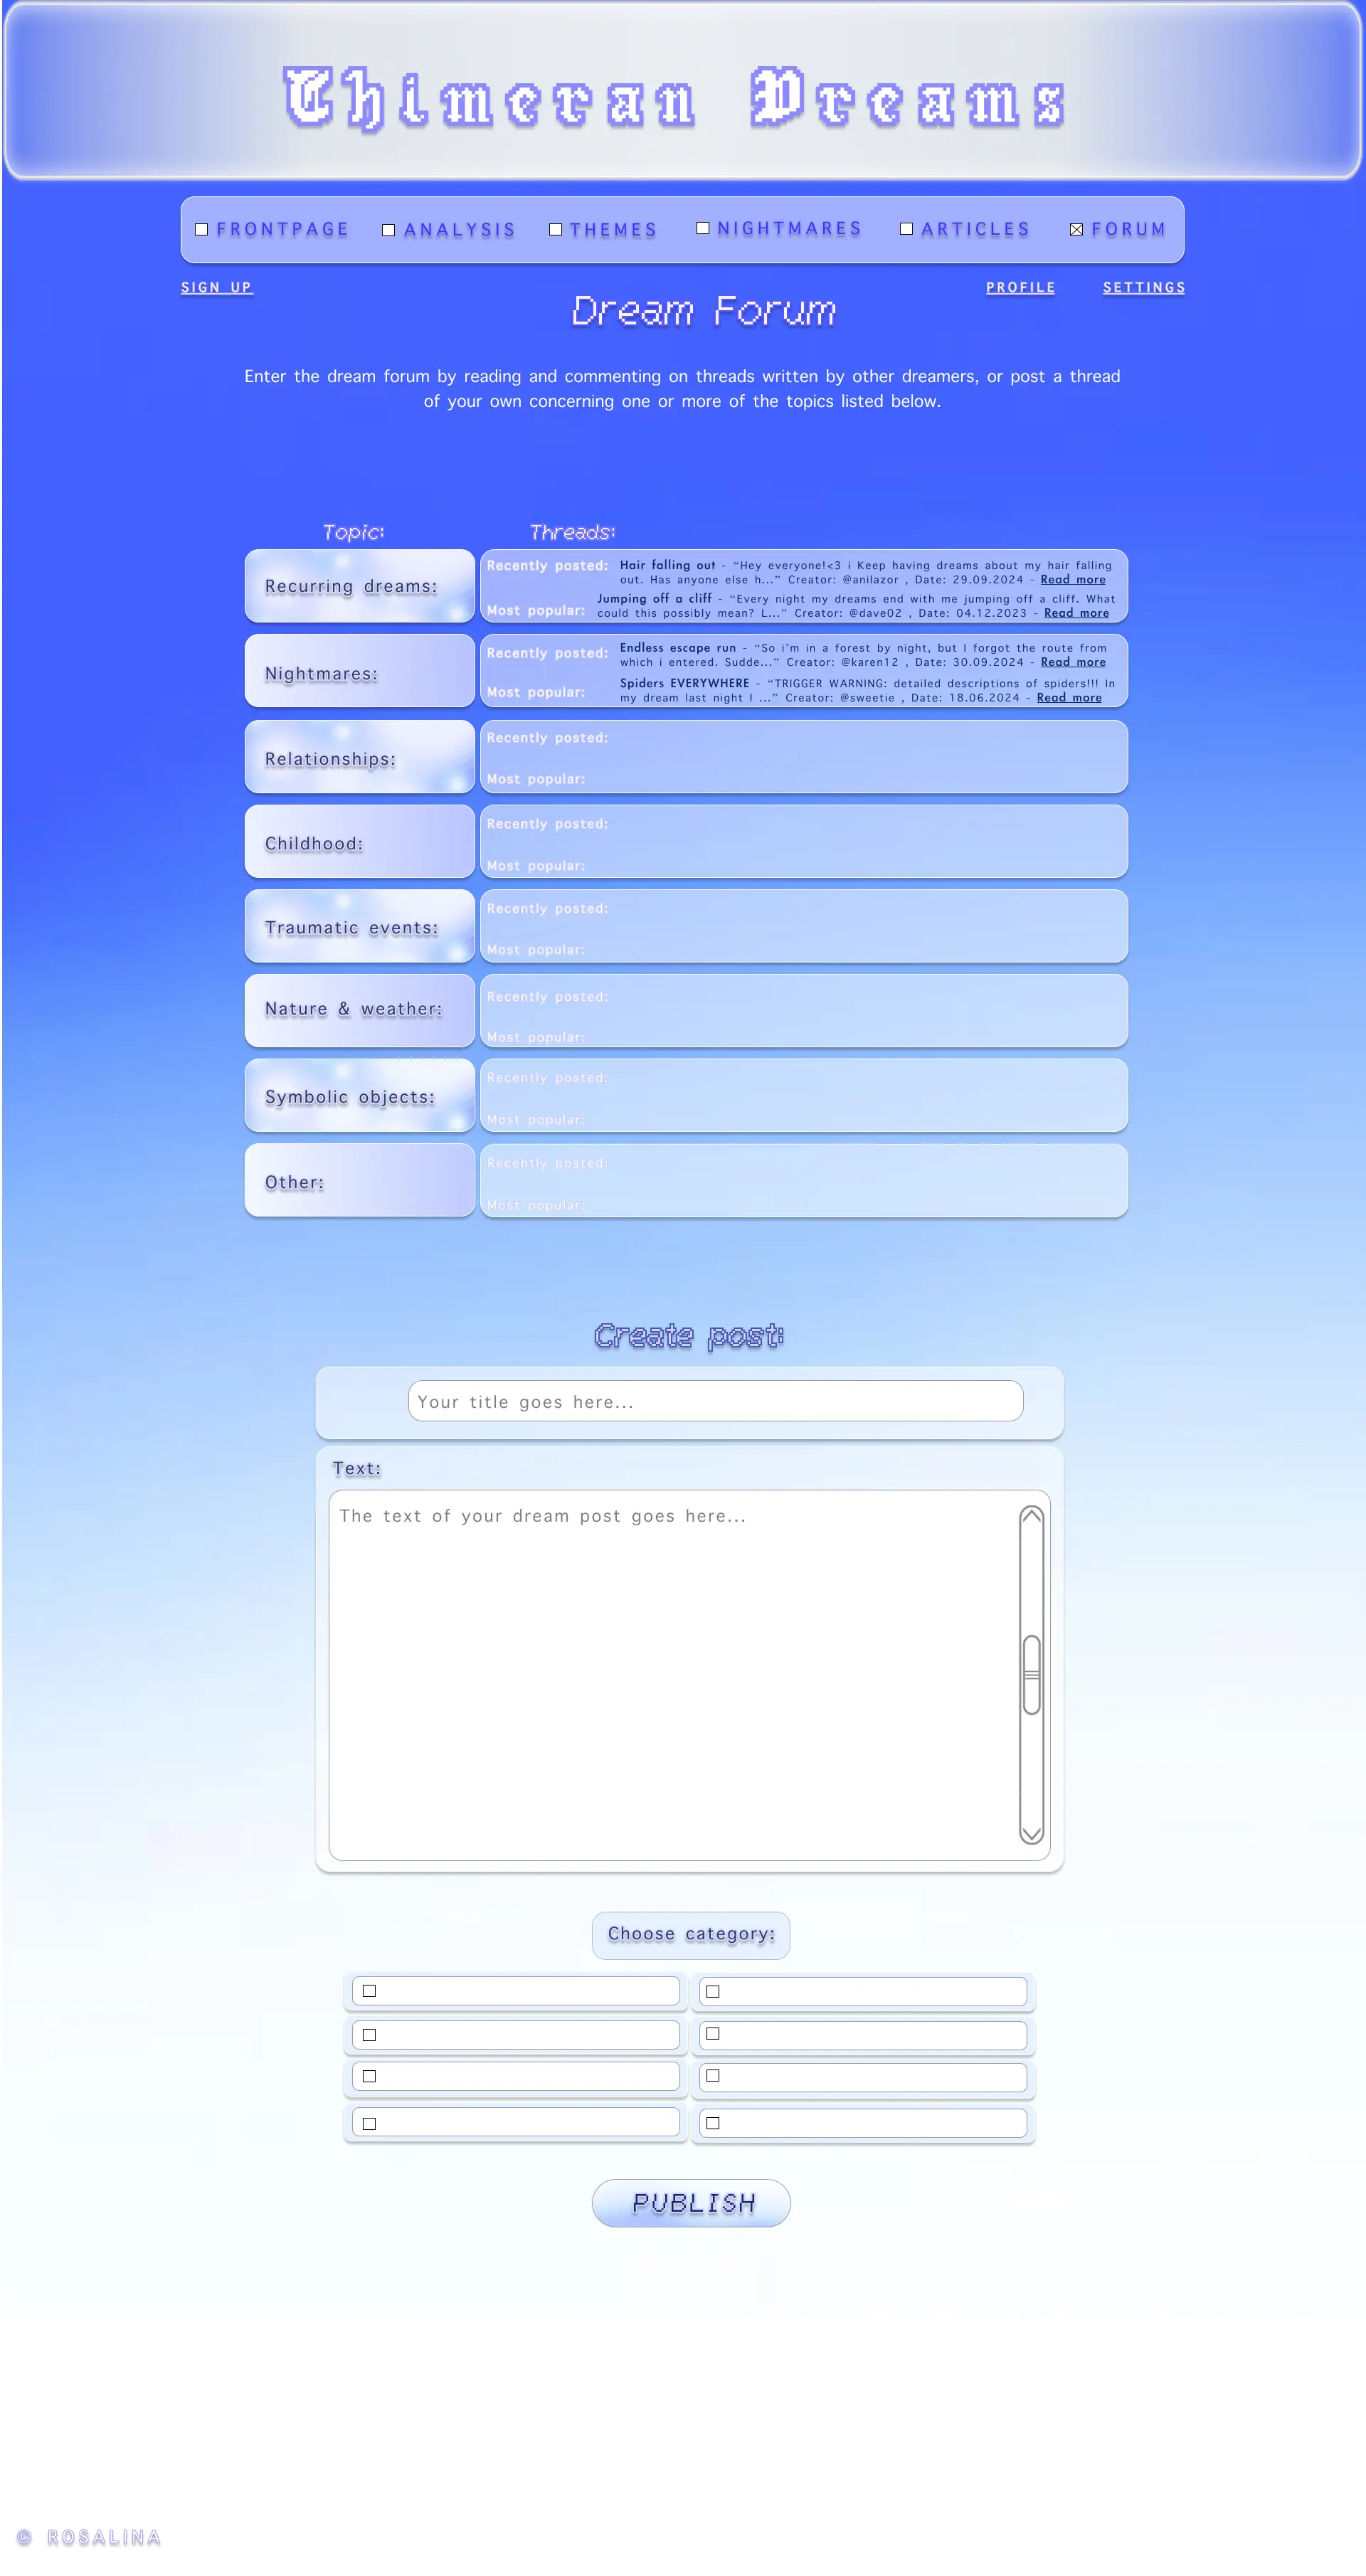 Chimeran Dreams
FRONTPAGE ANALYSIS THEMES NIGHTMARES ARTICLES FORUM
SIGN UP PROFILE SETTINGS
Dream Forum
Enter the dream forum by reading and commenting on threads written by other dreamers, or post a thread
of your own concerning one or more of the topics listed below.
Topic: Threads:
Recurring dreams:
Recently posted: Hair falling out - “Hey everyone!<3 i Keep having dreams about my hair falling
out. Has anyone else h...” Creator: @anilazor , Date: 29.09.2024 - Read more
Most popular: Jumping off a cliff - “Every night my dreams end with me jumping off a cliff. What
could this possibly mean? L...” Creator: @dave02 , Date: 04.12.2023 - Read more
Nightmares:
Recently posted: Endless escape run - “So i’m in a forest by night, but I forgot the route from
which i entered. Sudde...” Creator: @karen12 , Date: 30.09.2024 - Read more
Most popular: Spiders EVERYWHERE - “TRIGGER WARNING: detailed descriptions of spiders!!! In
my dream last night I ...” Creator: @sweetie , Date: 18.06.2024 - Read more
Relationships:
Recently posted:
Most popular:
Childhood:
Recently posted:
Most popular:
Traumatic events:
Recently posted:
Most popular:
Nature & weather:
Recently posted:
Most popular:
Symbolic objects:
Recently posted:
Most popular:
Other:
Recently posted:
Most popular:
Create post:
Your title goes here...
Text:
The text of your dream post goes here...
Choose category:
PUBLISH
© ROSALINA